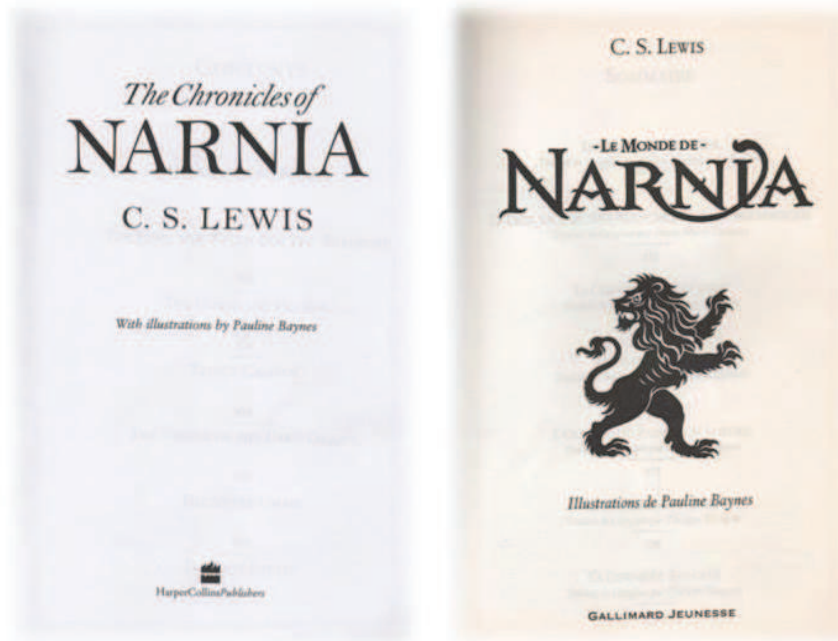 The Chronicles of
NARNIA
C. S. LEWIS
With illustrations by Pauline Baynes
HarperCollinsPublishers
C. S. LEWIS
-LE MONDE DE-
NARNIA
Illustrations de Pauline Baynes
GALLIMARD JEUNESSE